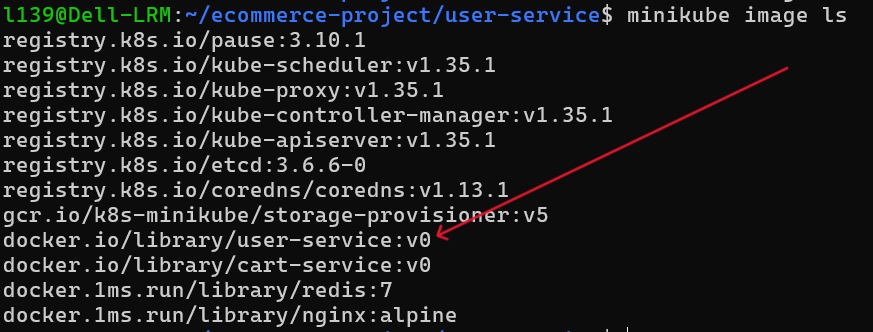 l139@Dell-LRM:~/ecommerce-project/user-service$ minikube image ls
registry.k8s.io/pause:3.10.1
registry.k8s.io/kube-scheduler:v1.35.1
registry.k8s.io/kube-proxy:v1.35.1
registry.k8s.io/kube-controller-manager:v1.35.1
registry.k8s.io/kube-apiserver:v1.35.1
registry.k8s.io/etcd:3.6.6-0
registry.k8s.io/coredns/coredns:v1.13.1
gcr.io/k8s-minikube/storage-provisioner:v5
docker.io/library/user-service:v0
docker.io/library/cart-service:v0
docker.1ms.run/library/redis:7
docker.1ms.run/library/nginx:alpine